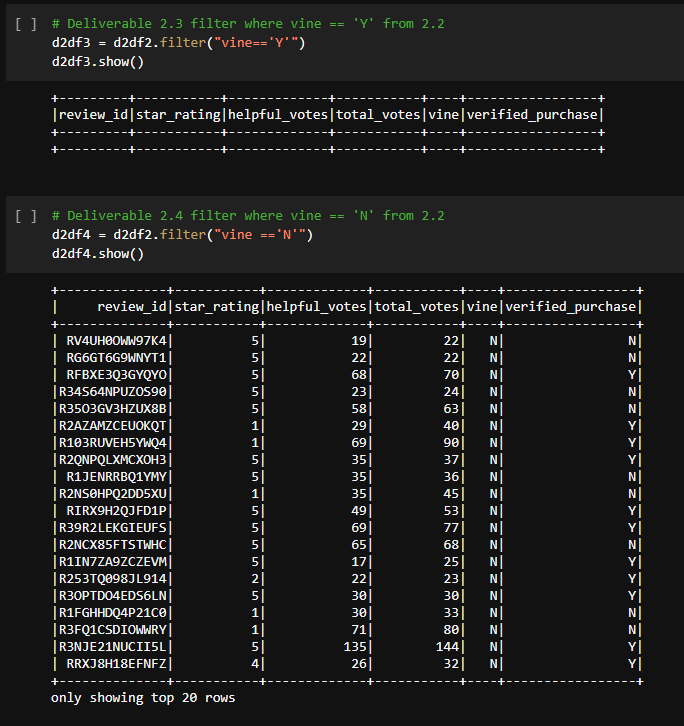 [ ] # Deliverable 2.3 filter where vine == 'Y' from 2.2
d2df3 = d2df2.filter("vine=='Y'")
d2df3.show()
+---------+-----------+-------------+-----------+----+-----------------+
|review_id|star_rating|helpful_votes|total_votes|vine|verified_purchase|
+---------+-----------+-------------+-----------+----+-----------------+
+---------+-----------+-------------+-----------+----+-----------------+
[ ] # Deliverable 2.4 filter where vine == 'N' from 2.2
d2df4 = d2df2.filter("vine =='N'")
d2df4.show()
+--------------+-----------+-------------+-----------+----+-----------------+
|     review_id|star_rating|helpful_votes|total_votes|vine|verified_purchase|
+--------------+-----------+-------------+-----------+----+-----------------+
| RV4UH0OWW97K4|          5|           19|         22|   N|                N|
| RG6GT6G9WNYT1|          5|           22|         22|   N|                N|
| RFBXE3Q3GYQYO|          5|           68|         70|   N|                Y|
|R34S64NPUZOS90|          5|           23|         24|   N|                N|
|R35O3GV3HZUX8B|          5|           58|         63|   N|                N|
|R2AZAMZCEUOKQT|          1|           29|         40|   N|                Y|
|R103RUVEH5YWQ4|          1|           69|         90|   N|                Y|
|R2QNPQLXMCXOH3|          5|           35|         37|   N|                Y|
| R1JENRRBQ1YMY|          5|           35|         36|   N|                N|
|R2NS0HPQ2DD5XU|          1|           35|         45|   N|                N|
| RIRX9H2QJFD1P|          5|           49|         53|   N|                Y|
|R39R2LEKGIEUFS|          5|           69|         77|   N|                Y|
|R2NCX85FTSTWHC|          5|           65|         68|   N|                N|
|R1IN7ZA9ZCZEVM|          5|           17|         25|   N|                Y|
|R253TQ098JL914|          2|           22|         23|   N|                Y|
|R3OPTDO4EDS6LN|          5|           30|         30|   N|                Y|
|R1FGHHDQ4P21C0|          1|           30|         33|   N|                N|
|R3FQ1CSDIOWWRY|          1|           71|         80|   N|                N|
|R3NJE21NUCII5L|          5|          135|        144|   N|                Y|
| RRXJ8H18EFNFZ|          4|           26|         32|   N|                Y|
+--------------+-----------+-------------+-----------+----+-----------------+
only showing top 20 rows